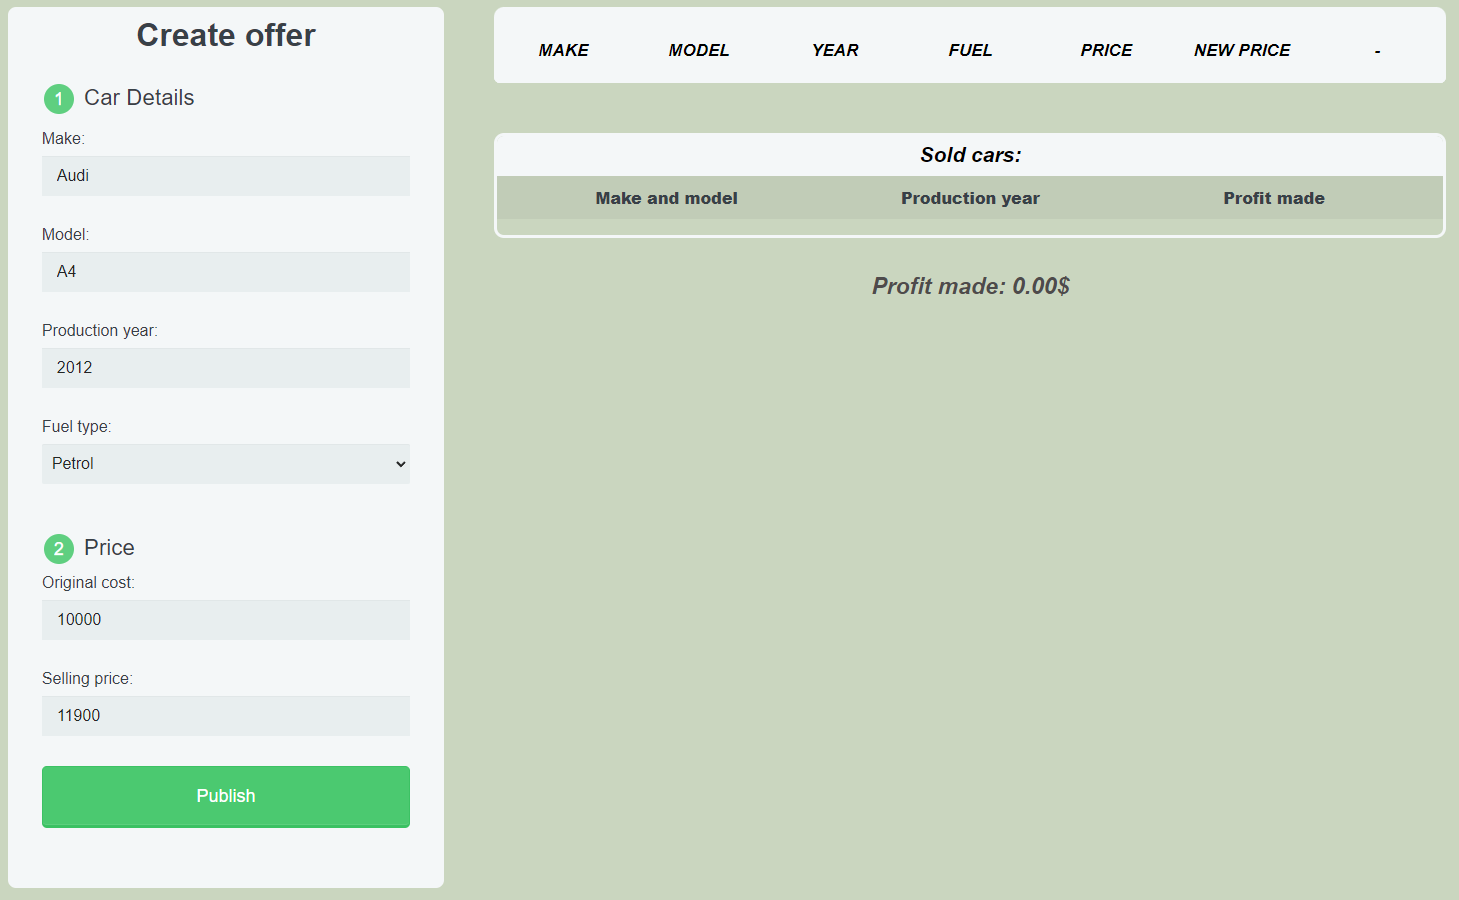 Create offer
1 Car Details
Make:
Audi
Model:
A4
Production year:
2012
Fuel type:
Petrol
2 Price
Original cost:
10000
Selling price:
11900
Publish
MAKE MODEL YEAR FUEL PRICE NEW PRICE -
Sold cars:
Make and model Production year Profit made
Profit made: 0.00$